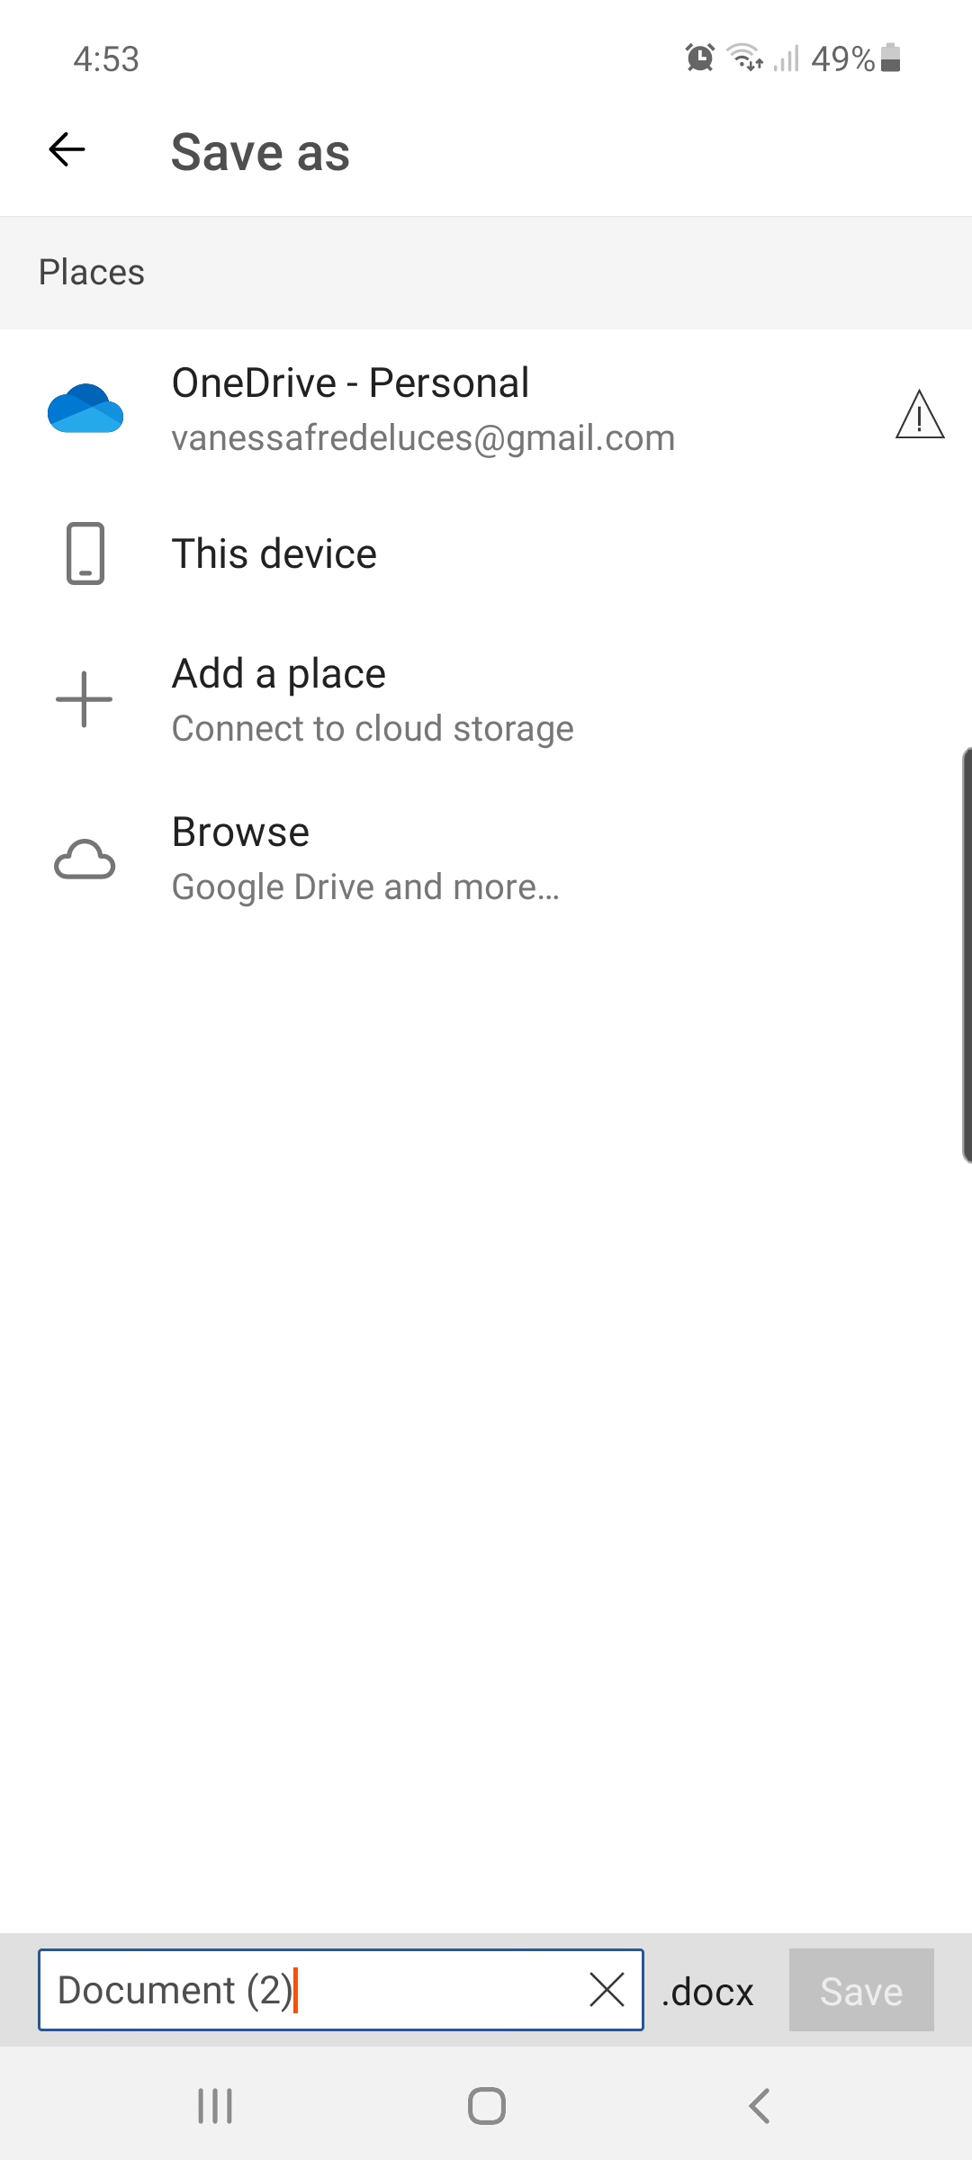 4:53
49%
Save as
Places
OneDrive - Personal
vanessafredeluces@gmail.com
This device
Add a place
Connect to cloud storage
Browse
Google Drive and more...
Document (2)
.docx
Save